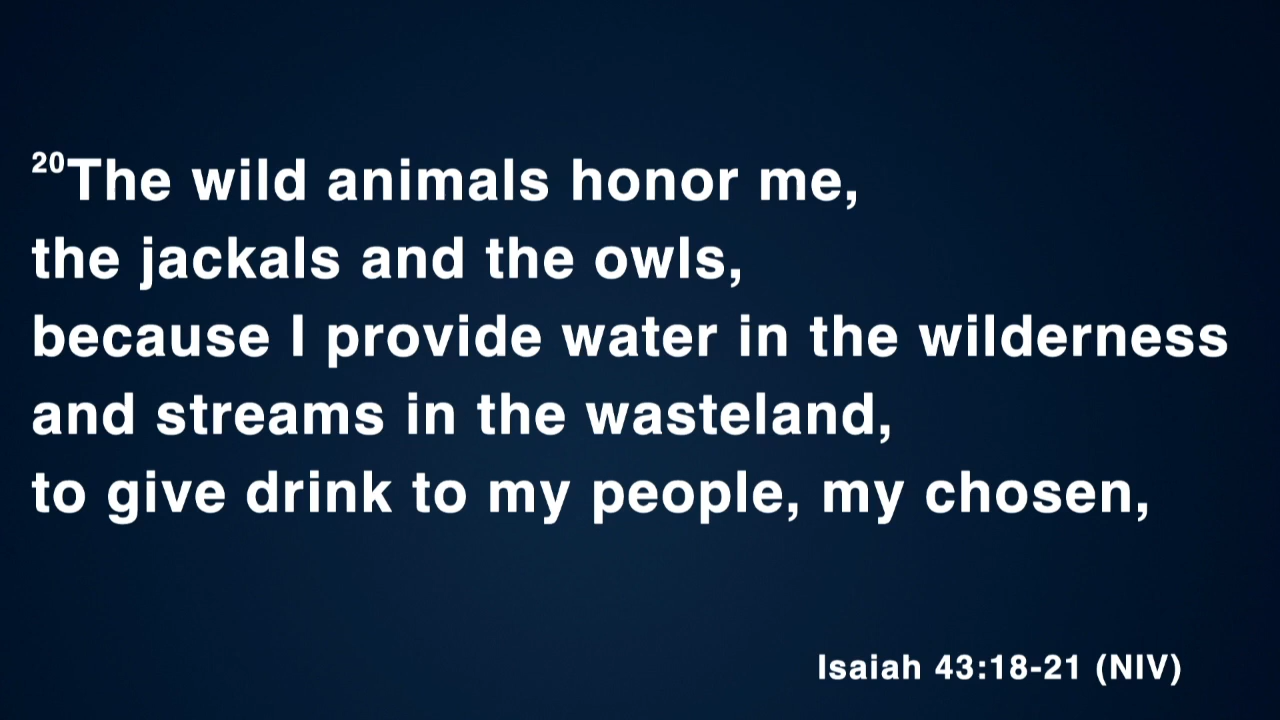 20The wild animals honor me,
the jackals and the owls,
because I provide water in the wilderness
and streams in the wasteland,
to give drink to my people, my chosen,
Isaiah 43:18-21 (NIV)